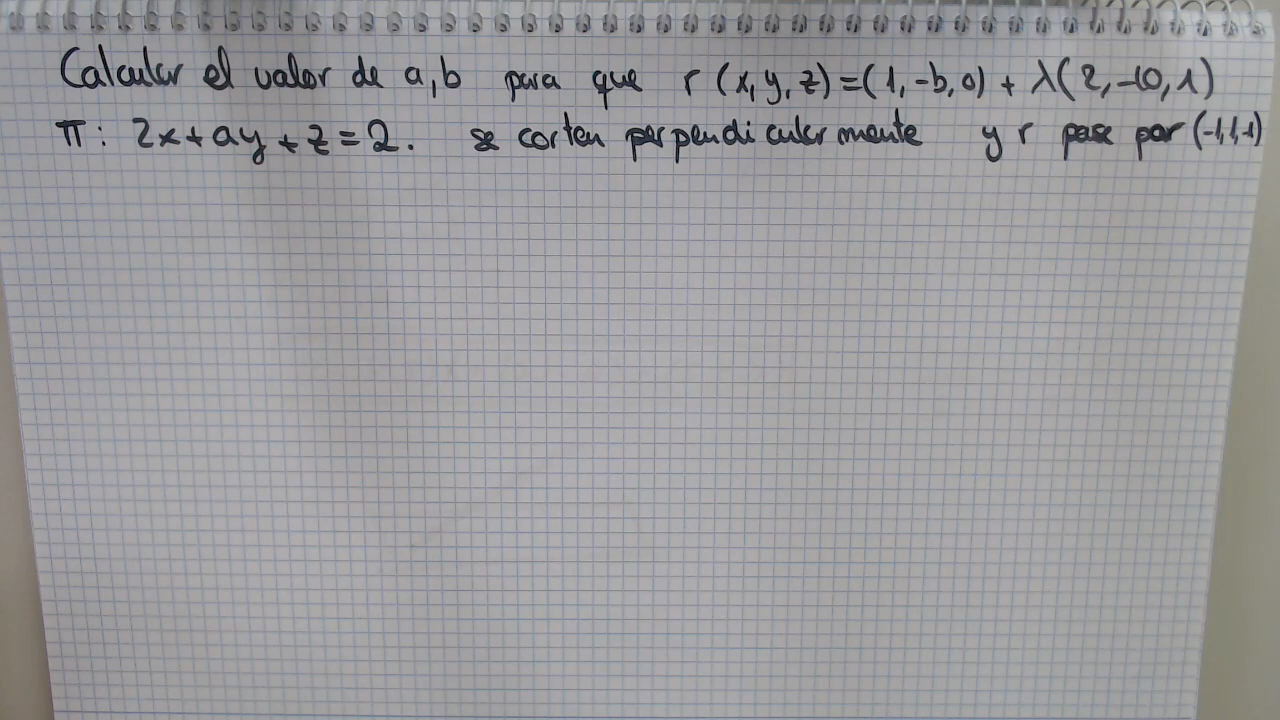 Calcular el valor de a,b para que r (x, y, z) = (1, -b, 0) + λ(2, -10, 1)
π: 2x + ay + z = 2. se corten perpendicularmente y r pase por (-1,1,-1)